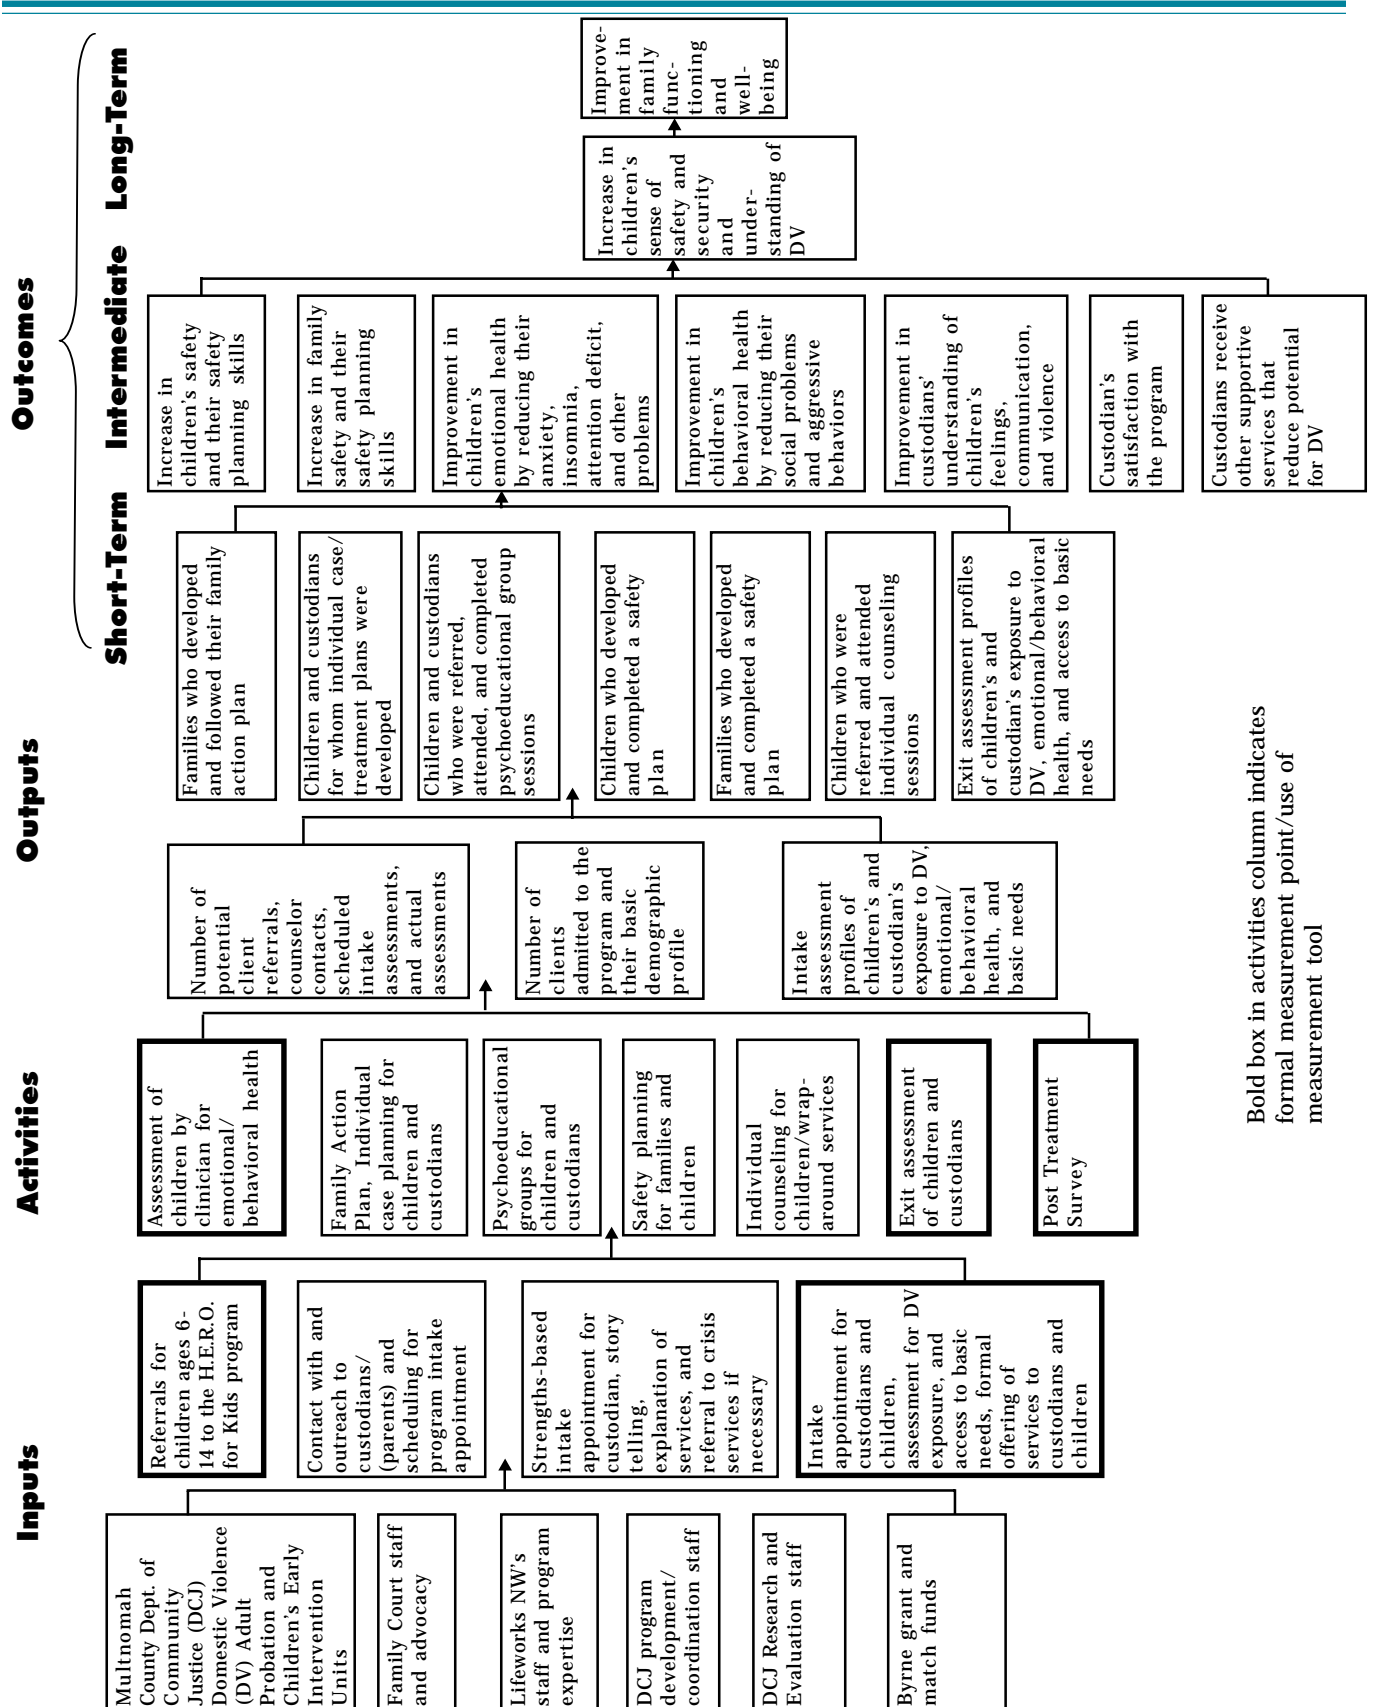 Inputs
Activities
Outputs
Outcomes
Short-Term
Intermediate
Long-Term
Multnomah
County Dept. of
Community
Justice (DCJ)
Domestic Violence
(DV) Adult
Probation and
Children's Early
Intervention
Units
Family Court staff
and advocacy
Lifeworks NW's
staff and program
expertise
DCJ program
development/
coordination staff
DCJ Research and
Evaluation staff
Byrne grant and
match funds
Referrals for
children ages 6-
14 to the H.E.R.O.
for Kids program
Contact with and
outreach to
custodians/
(parents) and
scheduling for
program intake
appointment
Strengths-based
intake
appointment for
custodian, story
telling,
explanation of
services, and
referral to crisis
services if
necessary
Intake
appointment for
custodians and
children,
assessment for DV
exposure, and
access to basic
needs, formal
offering of
services to
custodians and
children
Assessment of
children by
clinician for
emotional/
behavioral health
Family Action
Plan, Individual
case planning for
children and
custodians
Psychoeducational
groups for
children and
custodians
Safety planning
for families and
children
Individual
counseling for
children/wrap-
around services
Exit assessment
of children and
custodians
Post Treatment
Survey
Number of
potential
client
referrals,
counselor
contacts,
scheduled
intake
assessments,
and actual
assessments
Number of
clients
admitted to the
program and
their basic
demographic
profile
Intake
assessment
profiles of
children's and
custodian's
exposure to DV,
emotional/
behavioral
health, and
basic needs
Families who developed
and followed their family
action plan
Children and custodians
for whom individual case/
treatment plans were
developed
Children and custodians
who were referred,
attended, and completed
psychoeducational group
sessions
Children who developed
and completed a safety
plan
Families who developed
and completed a safety
plan
Children who were
referred and attended
individual counseling
sessions
Exit assessment profiles
of children's and
custodian's exposure to
DV, emotional/behavioral
health, and access to basic
needs
Increase in
children's safety
and their safety
planning skills
Increase in family
safety and their
safety planning
skills
Improvement in
children's
emotional health
by reducing their
anxiety,
insomnia,
attention deficit,
and other
problems
Improvement in
children's
behavioral health
by reducing their
social problems
and aggressive
behaviors
Improvement in
custodians'
understanding of
children's
feelings,
communication,
and violence
Custodian's
satisfaction with
the program
Custodians receive
other supportive
services that
reduce potential
for DV
Increase in
children's
sense of
safety and
security
and
under-
standing of
DV
Improve-
ment in
family
func-
tioning
and
well-
being
Bold box in activities column indicates
formal measurement point/use of
measurement tool